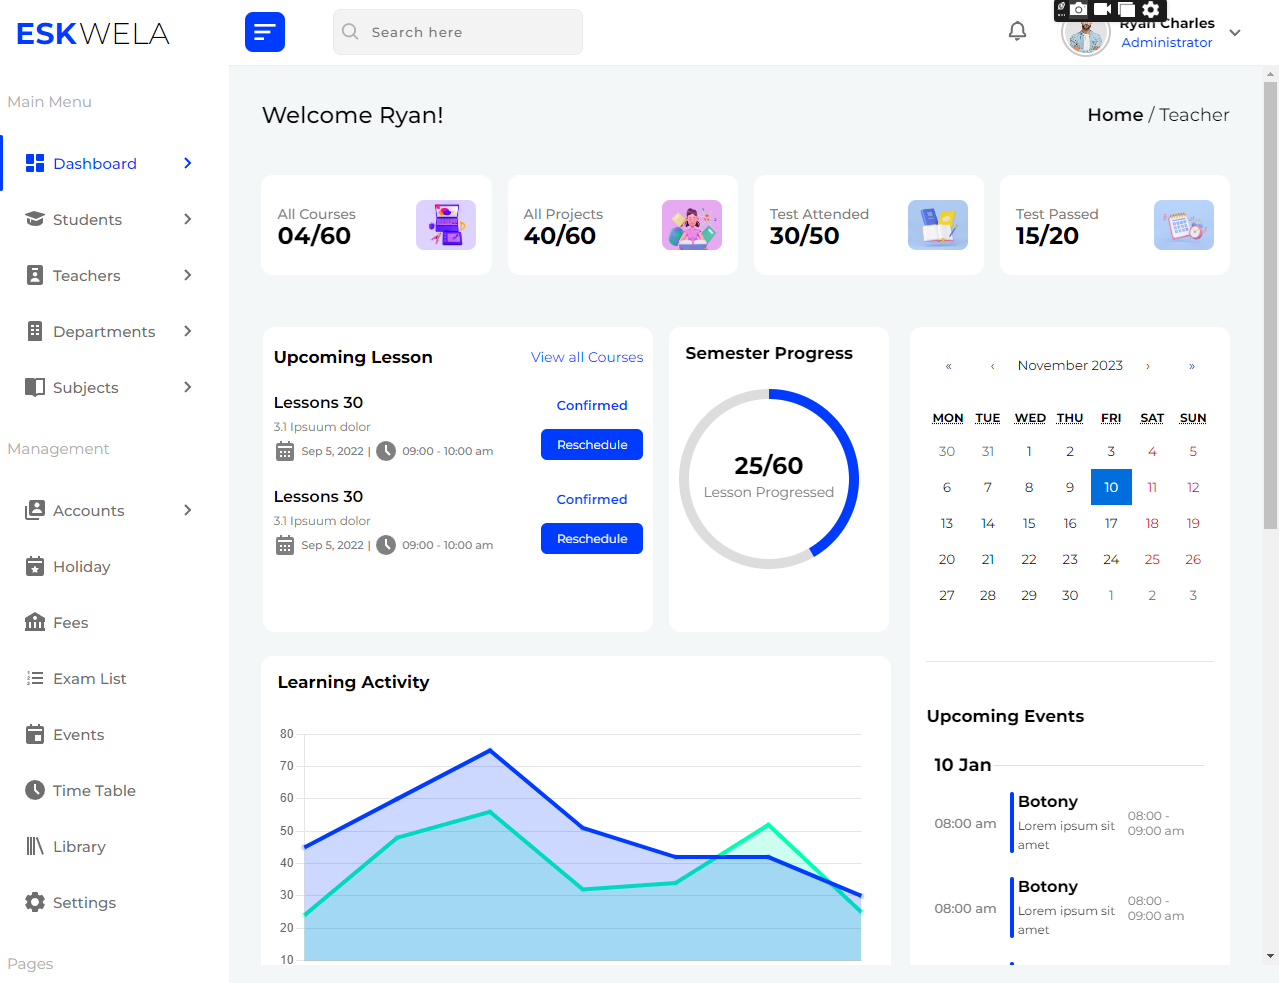 ESKWELA
Search here
Ryan Charles
Administrator
Main Menu
Dashboard
Students
Teachers
Departments
Subjects
Management
Accounts
Holiday
Fees
Exam List
Events
Time Table
Library
Settings
Pages
Welcome Ryan!
Home / Teacher
All Courses
04/60
All Projects
40/60
Test Attended
30/50
Test Passed
15/20
Upcoming Lesson
View all Courses
Lessons 30
Confirmed
3.1 Ipsuum dolor
Sep 5, 2022 | 09:00 - 10:00 am
Reschedule
Lessons 30
Confirmed
3.1 Ipsuum dolor
Sep 5, 2022 | 09:00 - 10:00 am
Reschedule
Semester Progress
25/60
Lesson Progressed
« ‹ November 2023 › »
MON TUE WED THU FRI SAT SUN
30 31 1 2 3 4 5
6 7 8 9 10 11 12
13 14 15 16 17 18 19
20 21 22 23 24 25 26
27 28 29 30 1 2 3
Learning Activity
80
70
60
50
40
30
20
10
Upcoming Events
10 Jan
08:00 am
Botony
Lorem ipsum sit
amet
08:00 -
09:00 am
08:00 am
Botony
Lorem ipsum sit
amet
08:00 -
09:00 am